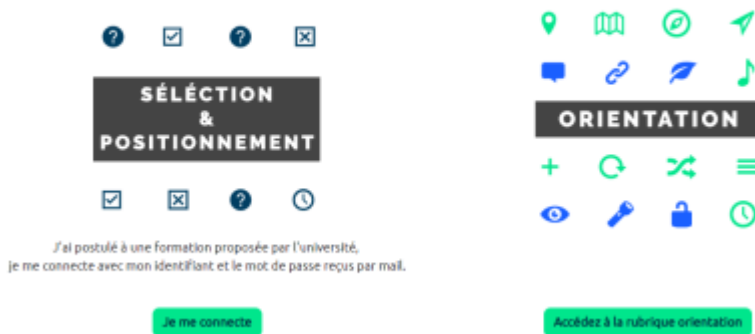 SÉLÉCTION
&
POSITIONNEMENT
J'ai postulé à une formation proposée par l'université,
je me connecte avec mon identifiant et le mot de passe reçus par mail.
Je me connecte
ORIENTATION
Accédez à la rubrique orientation